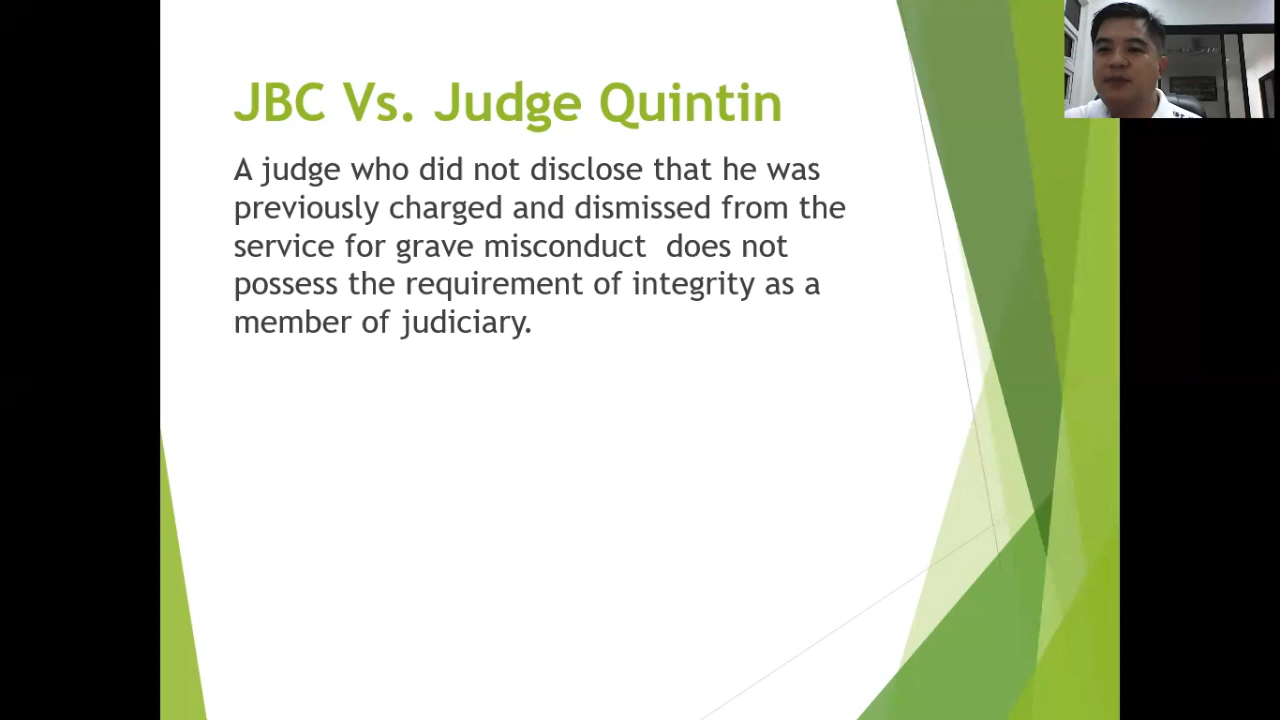 JBC Vs. Judge Quintin
A judge who did not disclose that he was
previously charged and dismissed from the
service for grave misconduct  does not
possess the requirement of integrity as a
member of judiciary.